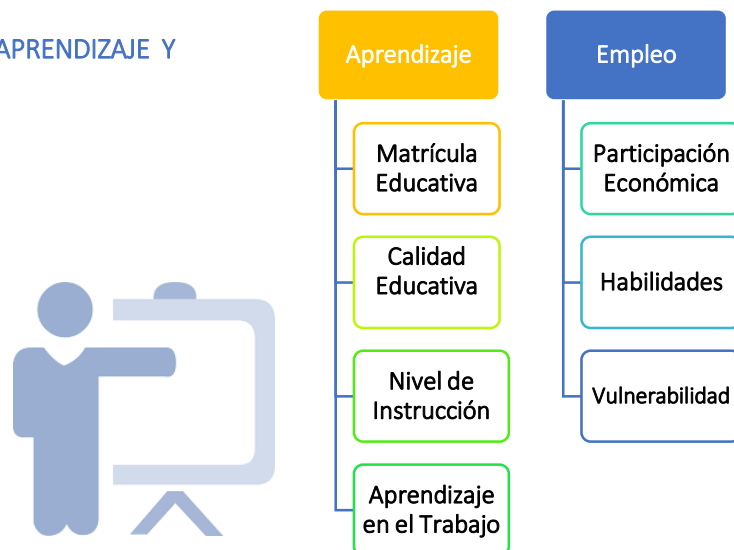 APRENDIZAJE Y
Aprendizaje
Matrícula
Educativa
Calidad
Educativa
Nivel de
Instrucción
Aprendizaje
en el Trabajo
Empleo
Participación
Económica
Habilidades
Vulnerabilidad